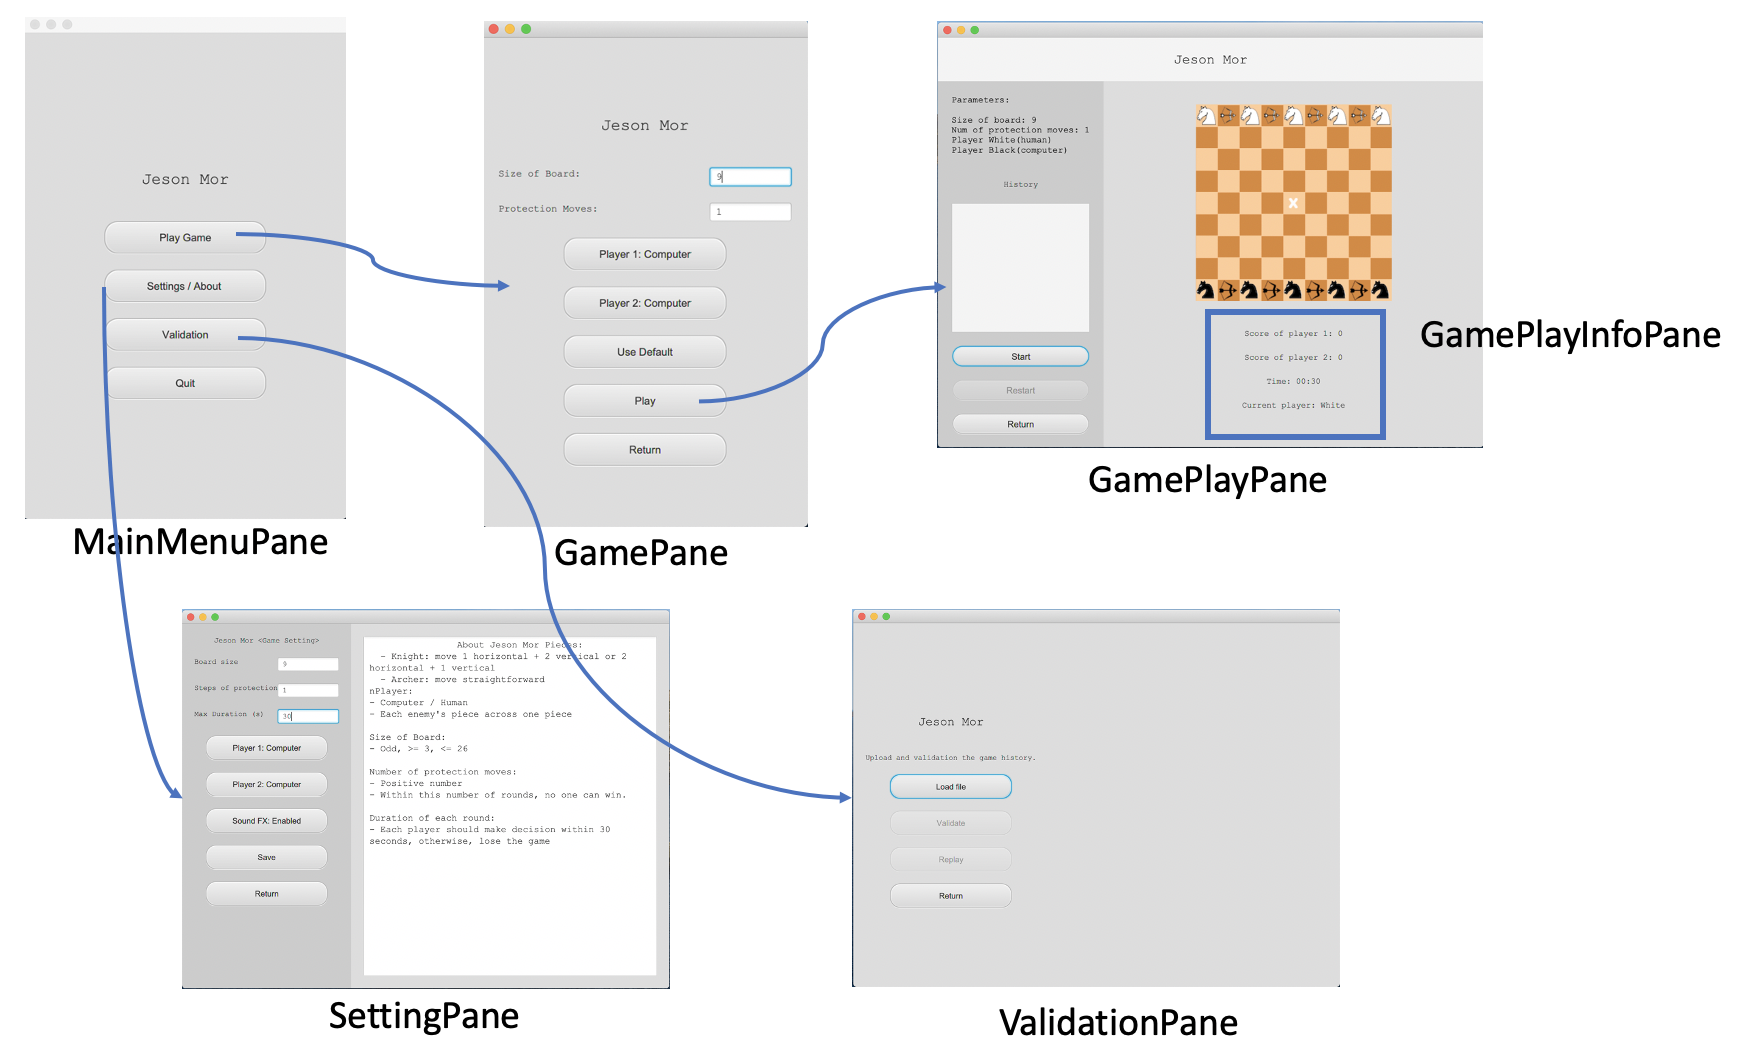 Jeson Mor
Play Game
Settings / About
Validation
Quit
MainMenuPane
Jeson Mor
Size of Board:
9
Protection Moves:
1
Player 1: Computer
Player 2: Computer
Use Default
Play
Return
GamePane
Jeson Mor
Parameters:
Size of board: 9
Num of protection moves: 1
Player White(human)
Player Black(computer)
History
Start
Restart
Return
X
Score of player 1: 0
Score of player 2: 0
Time: 00:30
Current player: White
GamePlayInfoPane
GamePlayPane
Jeson Mor <Game Setting>
Board size
9
Steps of protection
1
Max Duration (s)
30
Player 1: Computer
Player 2: Computer
Sound FX: Enabled
Save
Return
About Jeson Mor Pieces:
- Knight: move 1 horizontal + 2 vertical or 2
horizontal + 1 vertical
- Archer: move straightforward
nPlayer:
- Computer / Human
- Each enemy's piece across one piece
Size of Board:
- Odd, >= 3, <= 26
Number of protection moves:
- Positive number
- Within this number of rounds, no one can win.
Duration of each round:
- Each player should make decision within 30
seconds, otherwise, lose the game
SettingPane
Jeson Mor
Upload and validation the game history.
Load file
Validate
Replay
Return
ValidationPane